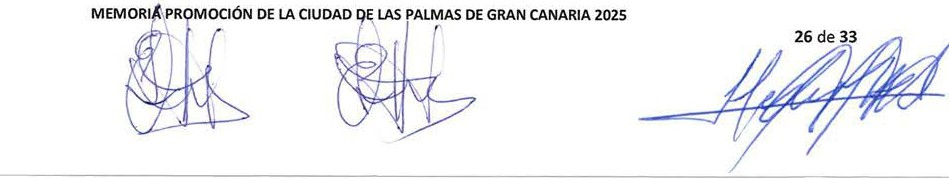 MEMORIA PROMOCIÓN DE LA CIUDAD DE LAS PALMAS DE GRAN CANARIA 2025
26 de 33